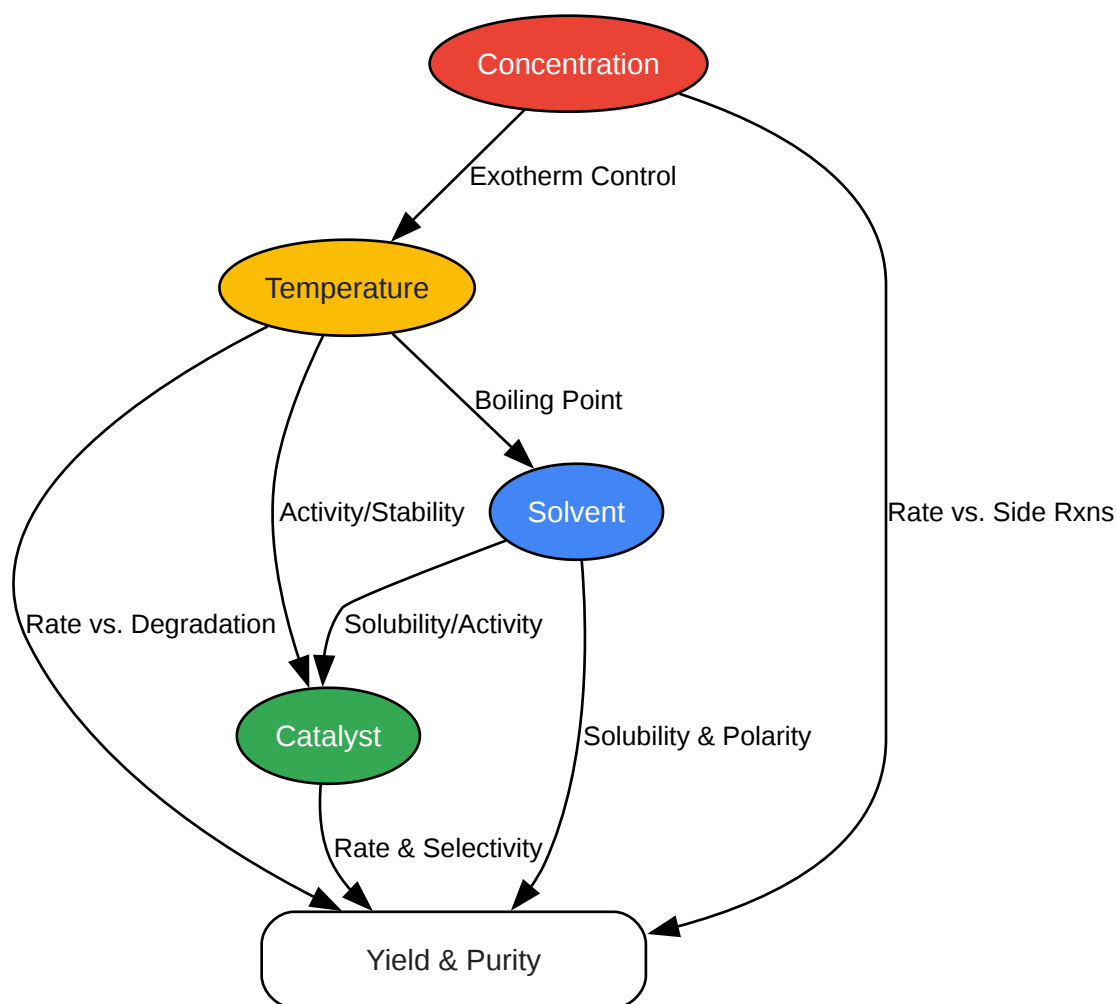 Concentration
Exotherm Control
Temperature
Boiling Point
Activity/Stability
Solvent
Rate vs. Side Rxns
Rate vs. Degradation
Solubility/Activity
Catalyst
Solubility & Polarity
Rate & Selectivity
Yield & Purity